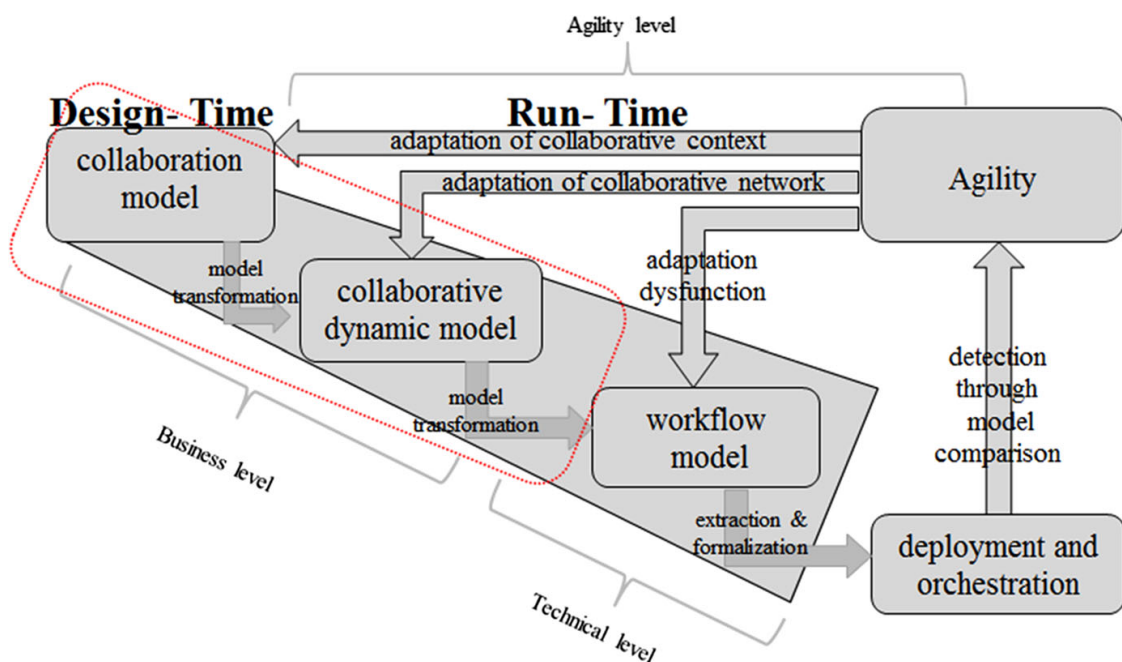 Agility level
Design- Time
Run- Time
adaptation of collaborative context
collaboration
model
Agility
adaptation of collaborative network
model
transformation
adaptation
dysfunction
collaborative
dynamic model
detection
through
model
comparison
model
transformation
workflow
model
Business level
extraction &
formalization
deployment and
orchestration
Technical level